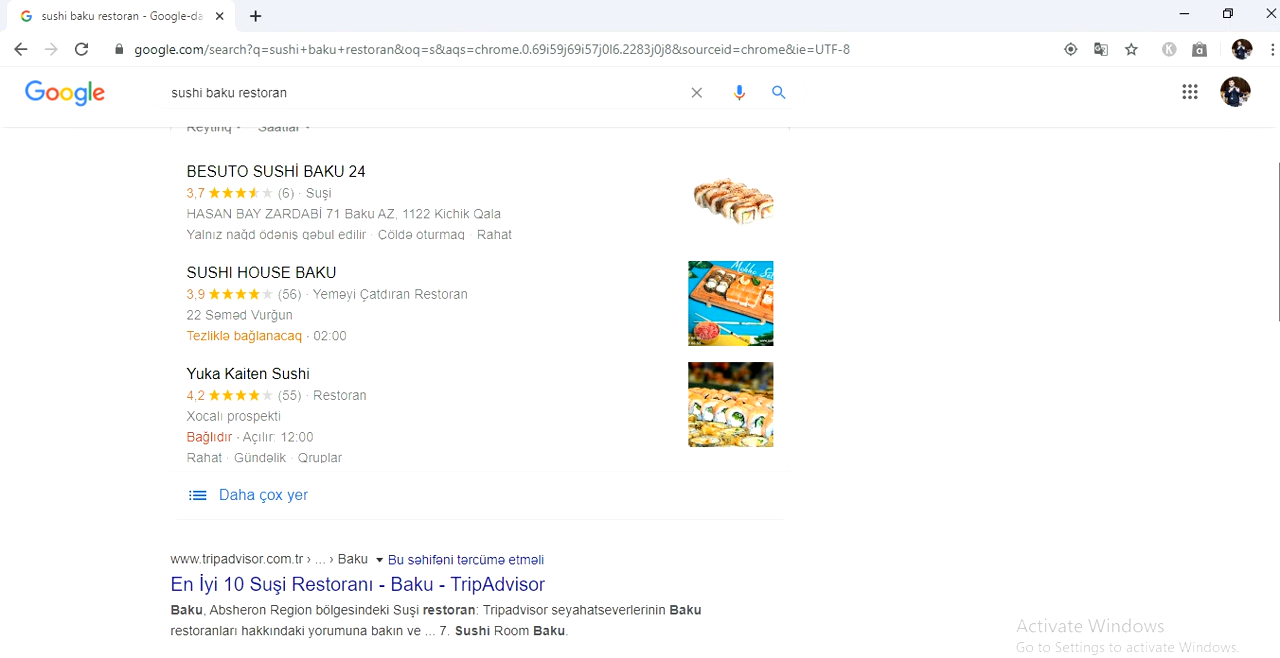 sushi baku restoran - Google-da
google.com/search?q=sushi+baku+restoran&oq=s&aqs=chrome.0.69i59j69i57j0l6.2283j0j8&sourceid=chrome&ie=UTF-8
Google
sushi baku restoran
Reytinq Saatlar
BESUTO SUSHİ BAKU 24
3,7 (6) · Suşi
HASAN BAY ZARDABİ 71 Baku AZ, 1122 Kichik Qala
Yalnız nağd ödəniş qəbul edilir · Çöldə oturmaq · Rahat
SUSHI HOUSE BAKU
3,9 (56) · Yeməyi Çatdıran Restoran
22 Səməd Vurğun
Tezliklə bağlanacaq · 02:00
Yuka Kaiten Sushi
4,2 (55) · Restoran
Xocalı prospekti
Bağlıdır · Açılır: 12:00
Rahat · Gündəlik · Qruplar
Daha çox yer
www.tripadvisor.com.tr › ... › Baku Bu səhifəni tərcümə etməli
En İyi 10 Suşi Restoranı - Baku - TripAdvisor
Baku, Absheron Region bölgesindeki Suşi restoran: Tripadvisor seyahatseverlerinin Baku
restoranları hakkındaki yorumuna bakın ve ... 7. Sushi Room Baku.
Activate Windows
Go to Settings to activate Windows.